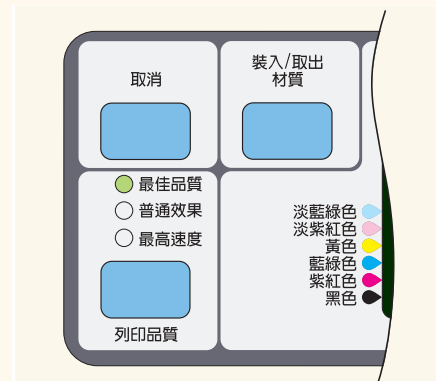 取消
裝入/取出
材質
最佳品質
普通效果
最高速度
列印品質
淡藍綠色
淡紫紅色
黃色
藍綠色
紫紅色
黑色